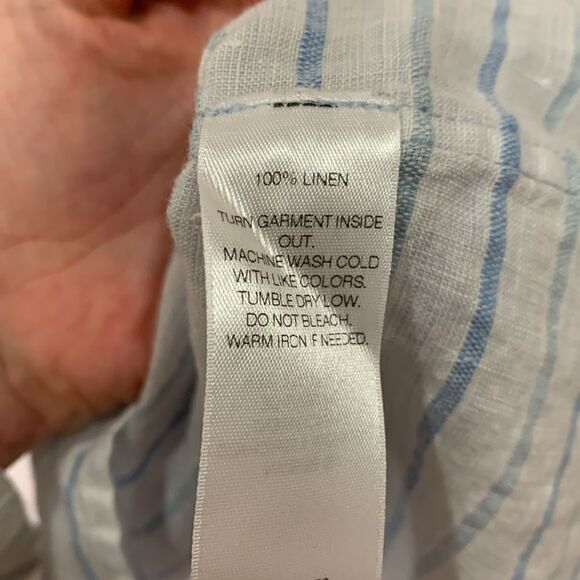 100% LINEN
TURN GARMENT INSIDE
OUT.
MACHINE WASH COLD
WITH LIKE COLORS.
TUMBLE DRY LOW.
DO NOT BLEACH.
WARM IRON IF NEEDED.